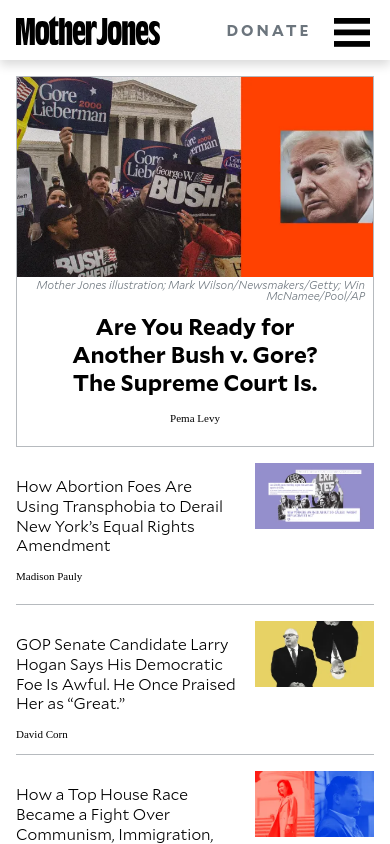 Mother Jones
DONATE
Gore
Lieberman
2000
Gore
Lieberman
George W.
BUSH
BUSH
CHENEY
Mother Jones illustration; Mark Wilson/Newsmakers/Getty; Win
McNamee/Pool/AP
Are You Ready for
Another Bush v. Gore?
The Supreme Court Is.
Pema Levy
How Abortion Foes Are
Using Transphobia to Derail
New York’s Equal Rights
Amendment
Madison Pauly
GOP Senate Candidate Larry
Hogan Says His Democratic
Foe Is Awful. He Once Praised
Her as “Great.”
David Corn
How a Top House Race
Became a Fight Over
Communism, Immigration,